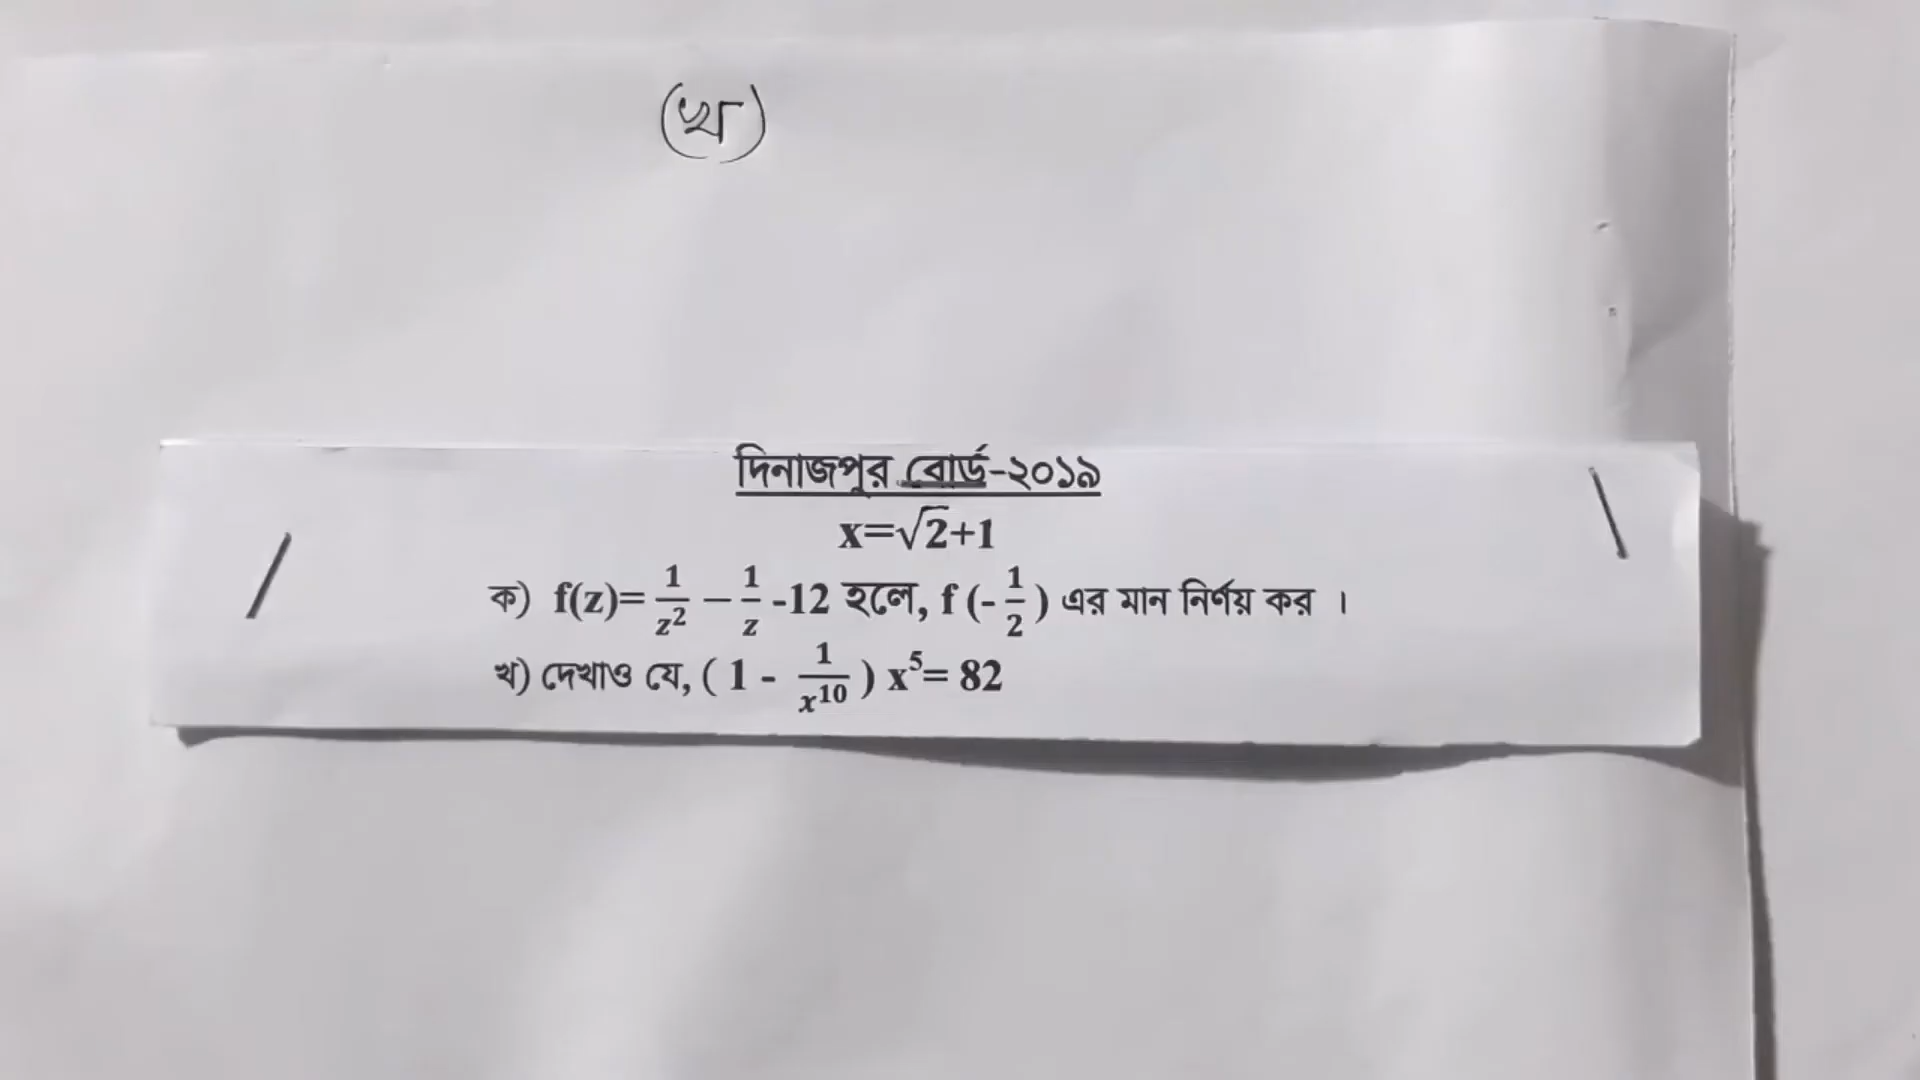 (খ)
দিনাজপুর বোর্ড-২০১৯
x=√2+1
ক) f(z)= 1/z² − 1/z -12 হলে, f (- 1/2 ) এর মান নির্ণয় কর ।
খ) দেখাও যে, ( 1 - 1/x¹⁰ ) x⁵= 82